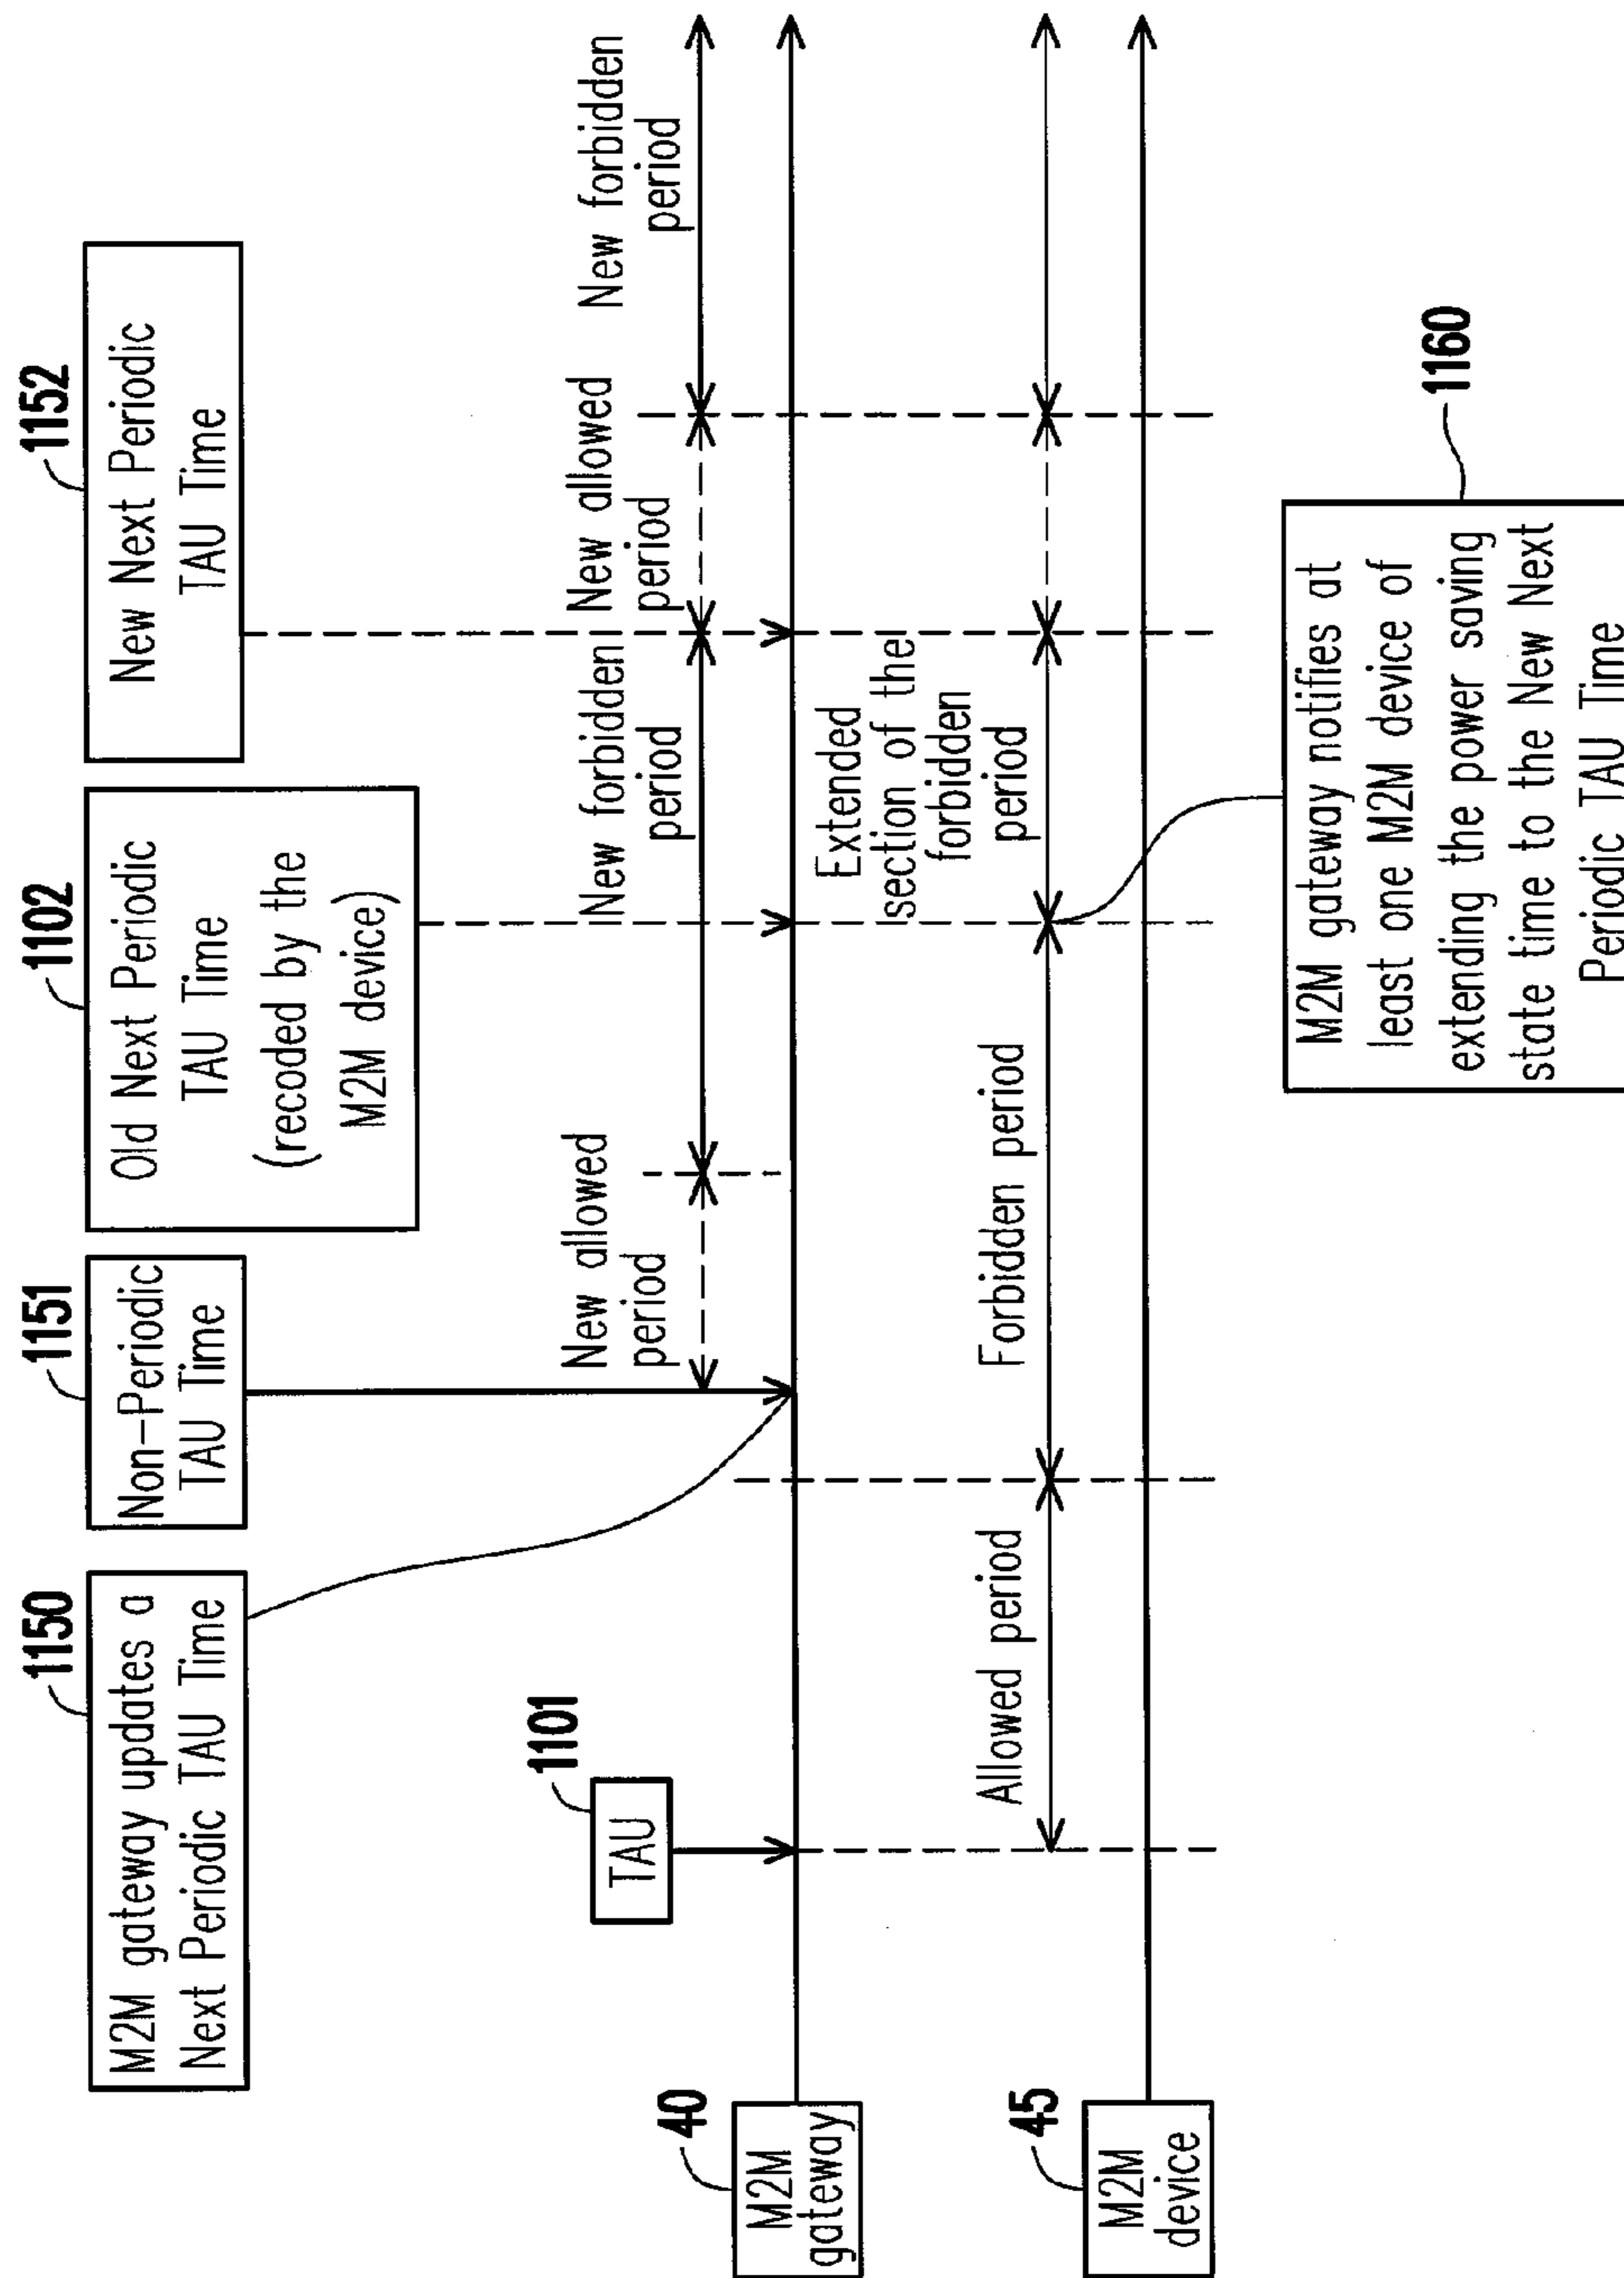 1150
M2M gateway updates a
Next Periodic TAU Time
1151
Non-Periodic
TAU Time
1102
Old Next Periodic
TAU Time
(recoded by the
M2M device)
1152
New Next Periodic
TAU Time
1101
TAU
New allowed
period
New forbidden
period
New allowed
period
New forbidden
period
40
M2M
gateway
Extended
section of the
forbidden
period
Allowed period
Forbidden period
45
M2M
device
1160
M2M gateway notifies at
least one M2M device of
extending the power saving
state time to the New Next
Periodic TAU Time